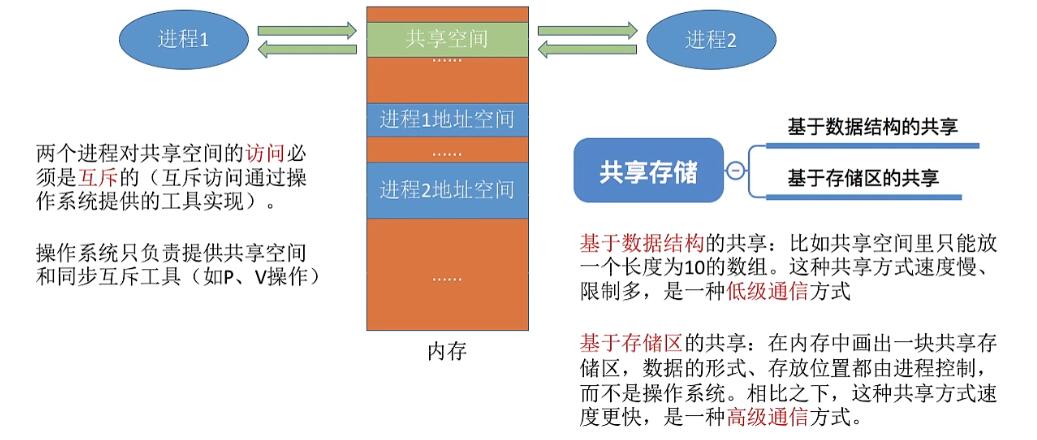 进程1
共享空间
进程2
......
进程1地址空间
......
进程2地址空间
......
内存
两个进程对共享空间的访问必
须是互斥的（互斥访问通过操
作系统提供的工具实现）。
操作系统只负责提供共享空间
和同步互斥工具（如P、V操作）
共享存储
基于数据结构的共享
基于存储区的共享
基于数据结构的共享：比如共享空间里只能放
一个长度为10的数组。这种共享方式速度慢、
限制多，是一种低级通信方式
基于存储区的共享：在内存中画出一块共享存
储区，数据的形式、存放位置都由进程控制，
而不是操作系统。相比之下，这种共享方式速
度更快，是一种高级通信方式。